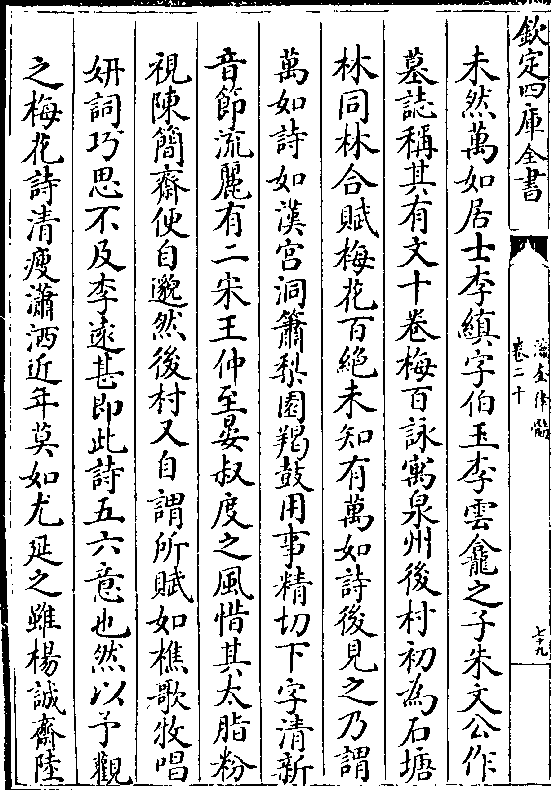 欽定四庫全書
瀛奎律髓
卷二十
七九
未然萬如居士李縝字伯玉李雲龕之子朱文公作
墓誌稱其有文十卷梅百詠寓泉州後村初為石塘
林同林合賦梅花百絶未知有萬如詩後見之乃謂
萬如詩如漢宫洞簫梨園羯鼓用事精切下字清新
音節流麗有二宋王仲至晏叔度之風惜其太脂粉
視陳簡齋便自邈然後村又自謂所賦如樵歌牧唱
妍詞巧思不及李逺甚即此詩五六意也然以予觀
之梅花詩清瘦瀟洒近年莫如尤延之雖楊誠齋陸